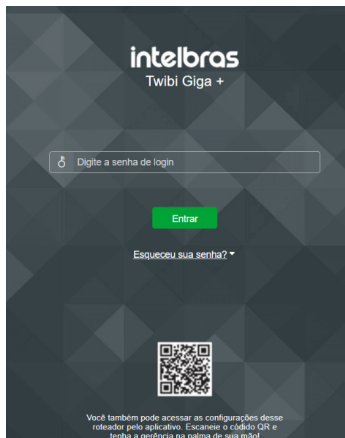 intelbras
Twibi Giga +
Digite a senha de login
Entrar
Esqueceu sua senha?
Você também pode acessar as configurações desse
roteador pelo aplicativo. Escaneie o códido QR e
tenha a gerência na palma de sua mão!